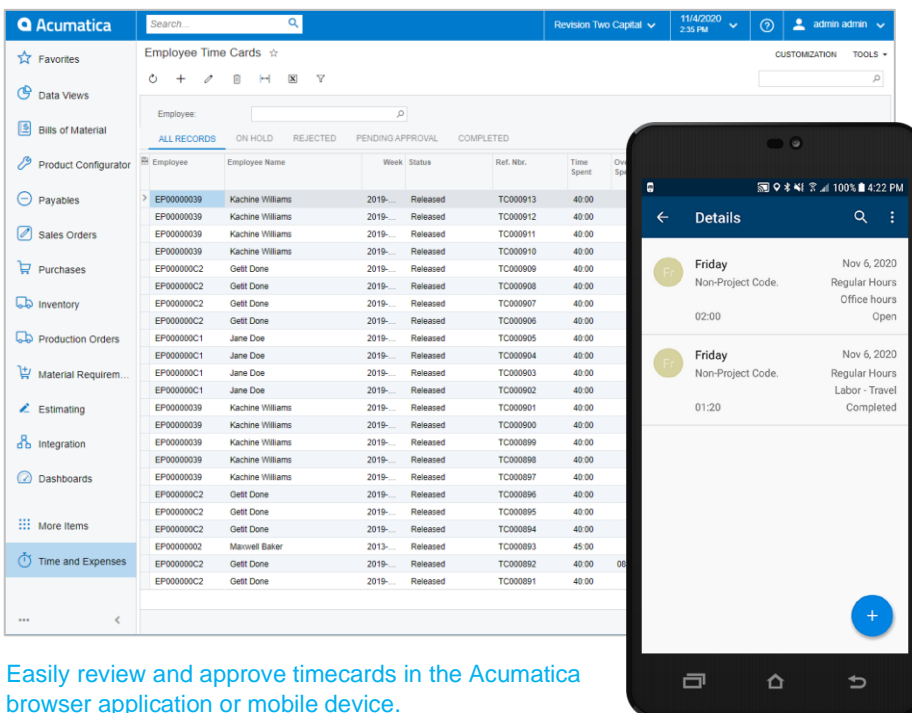 Acumatica
Search...
Revision Two Capital
11/4/2020
2:35 PM
?
admin admin
Favorites
Data Views
Bills of Material
Product Configurator
Payables
Sales Orders
Purchases
Inventory
Production Orders
Material Requirem...
Estimating
Integration
Dashboards
More Items
Time and Expenses
Employee Time Cards
CUSTOMIZATION TOOLS
Employee:
ALL RECORDS ON HOLD REJECTED PENDING APPROVAL COMPLETED
Employee Employee Name Week Status Ref. Nbr. Time Spent
EP00000039 Kachine Williams 2019-... Released TC000913 40:00
EP00000039 Kachine Williams 2019-... Released TC000912 40:00
EP00000039 Kachine Williams 2019-... Released TC000911 40:00
EP00000039 Kachine Williams 2019-... Released TC000910 40:00
EP000000C2 Getit Done 2019-... Released TC000909 40:00
EP000000C2 Getit Done 2019-... Released TC000908 40:00
EP000000C2 Getit Done 2019-... Released TC000907 40:00
EP000000C2 Getit Done 2019-... Released TC000906 40:00
EP000000C1 Jane Doe 2019-... Released TC000905 40:00
EP000000C1 Jane Doe 2019-... Released TC000904 40:00
EP000000C1 Jane Doe 2019-... Released TC000903 40:00
EP000000C1 Jane Doe 2019-... Released TC000902 40:00
EP00000039 Kachine Williams 2019-... Released TC000901 40:00
EP00000039 Kachine Williams 2019-... Released TC000900 40:00
EP00000039 Kachine Williams 2019-... Released TC000899 40:00
EP00000039 Kachine Williams 2019-... Released TC000898 40:00
EP00000039 Kachine Williams 2019-... Released TC000897 40:00
EP000000C2 Getit Done 2019-... Released TC000896 40:00
EP000000C2 Getit Done 2019-... Released TC000895 40:00
EP000000C2 Getit Done 2019-... Released TC000894 40:00
EP00000002 Maxwell Baker 2013-... Released TC000893 45:00
EP000000C2 Getit Done 2019-... Released TC000892 40:00 08
EP000000C2 Getit Done 2019-... Released TC000891 40:00
100% 4:22 PM
Details
Fr Friday Nov 6, 2020
Non-Project Code. Regular Hours
Office hours
02:00 Open
Fr Friday Nov 6, 2020
Non-Project Code. Regular Hours
Labor - Travel
01:20 Completed
Easily review and approve timecards in the Acumatica
browser application or mobile device.